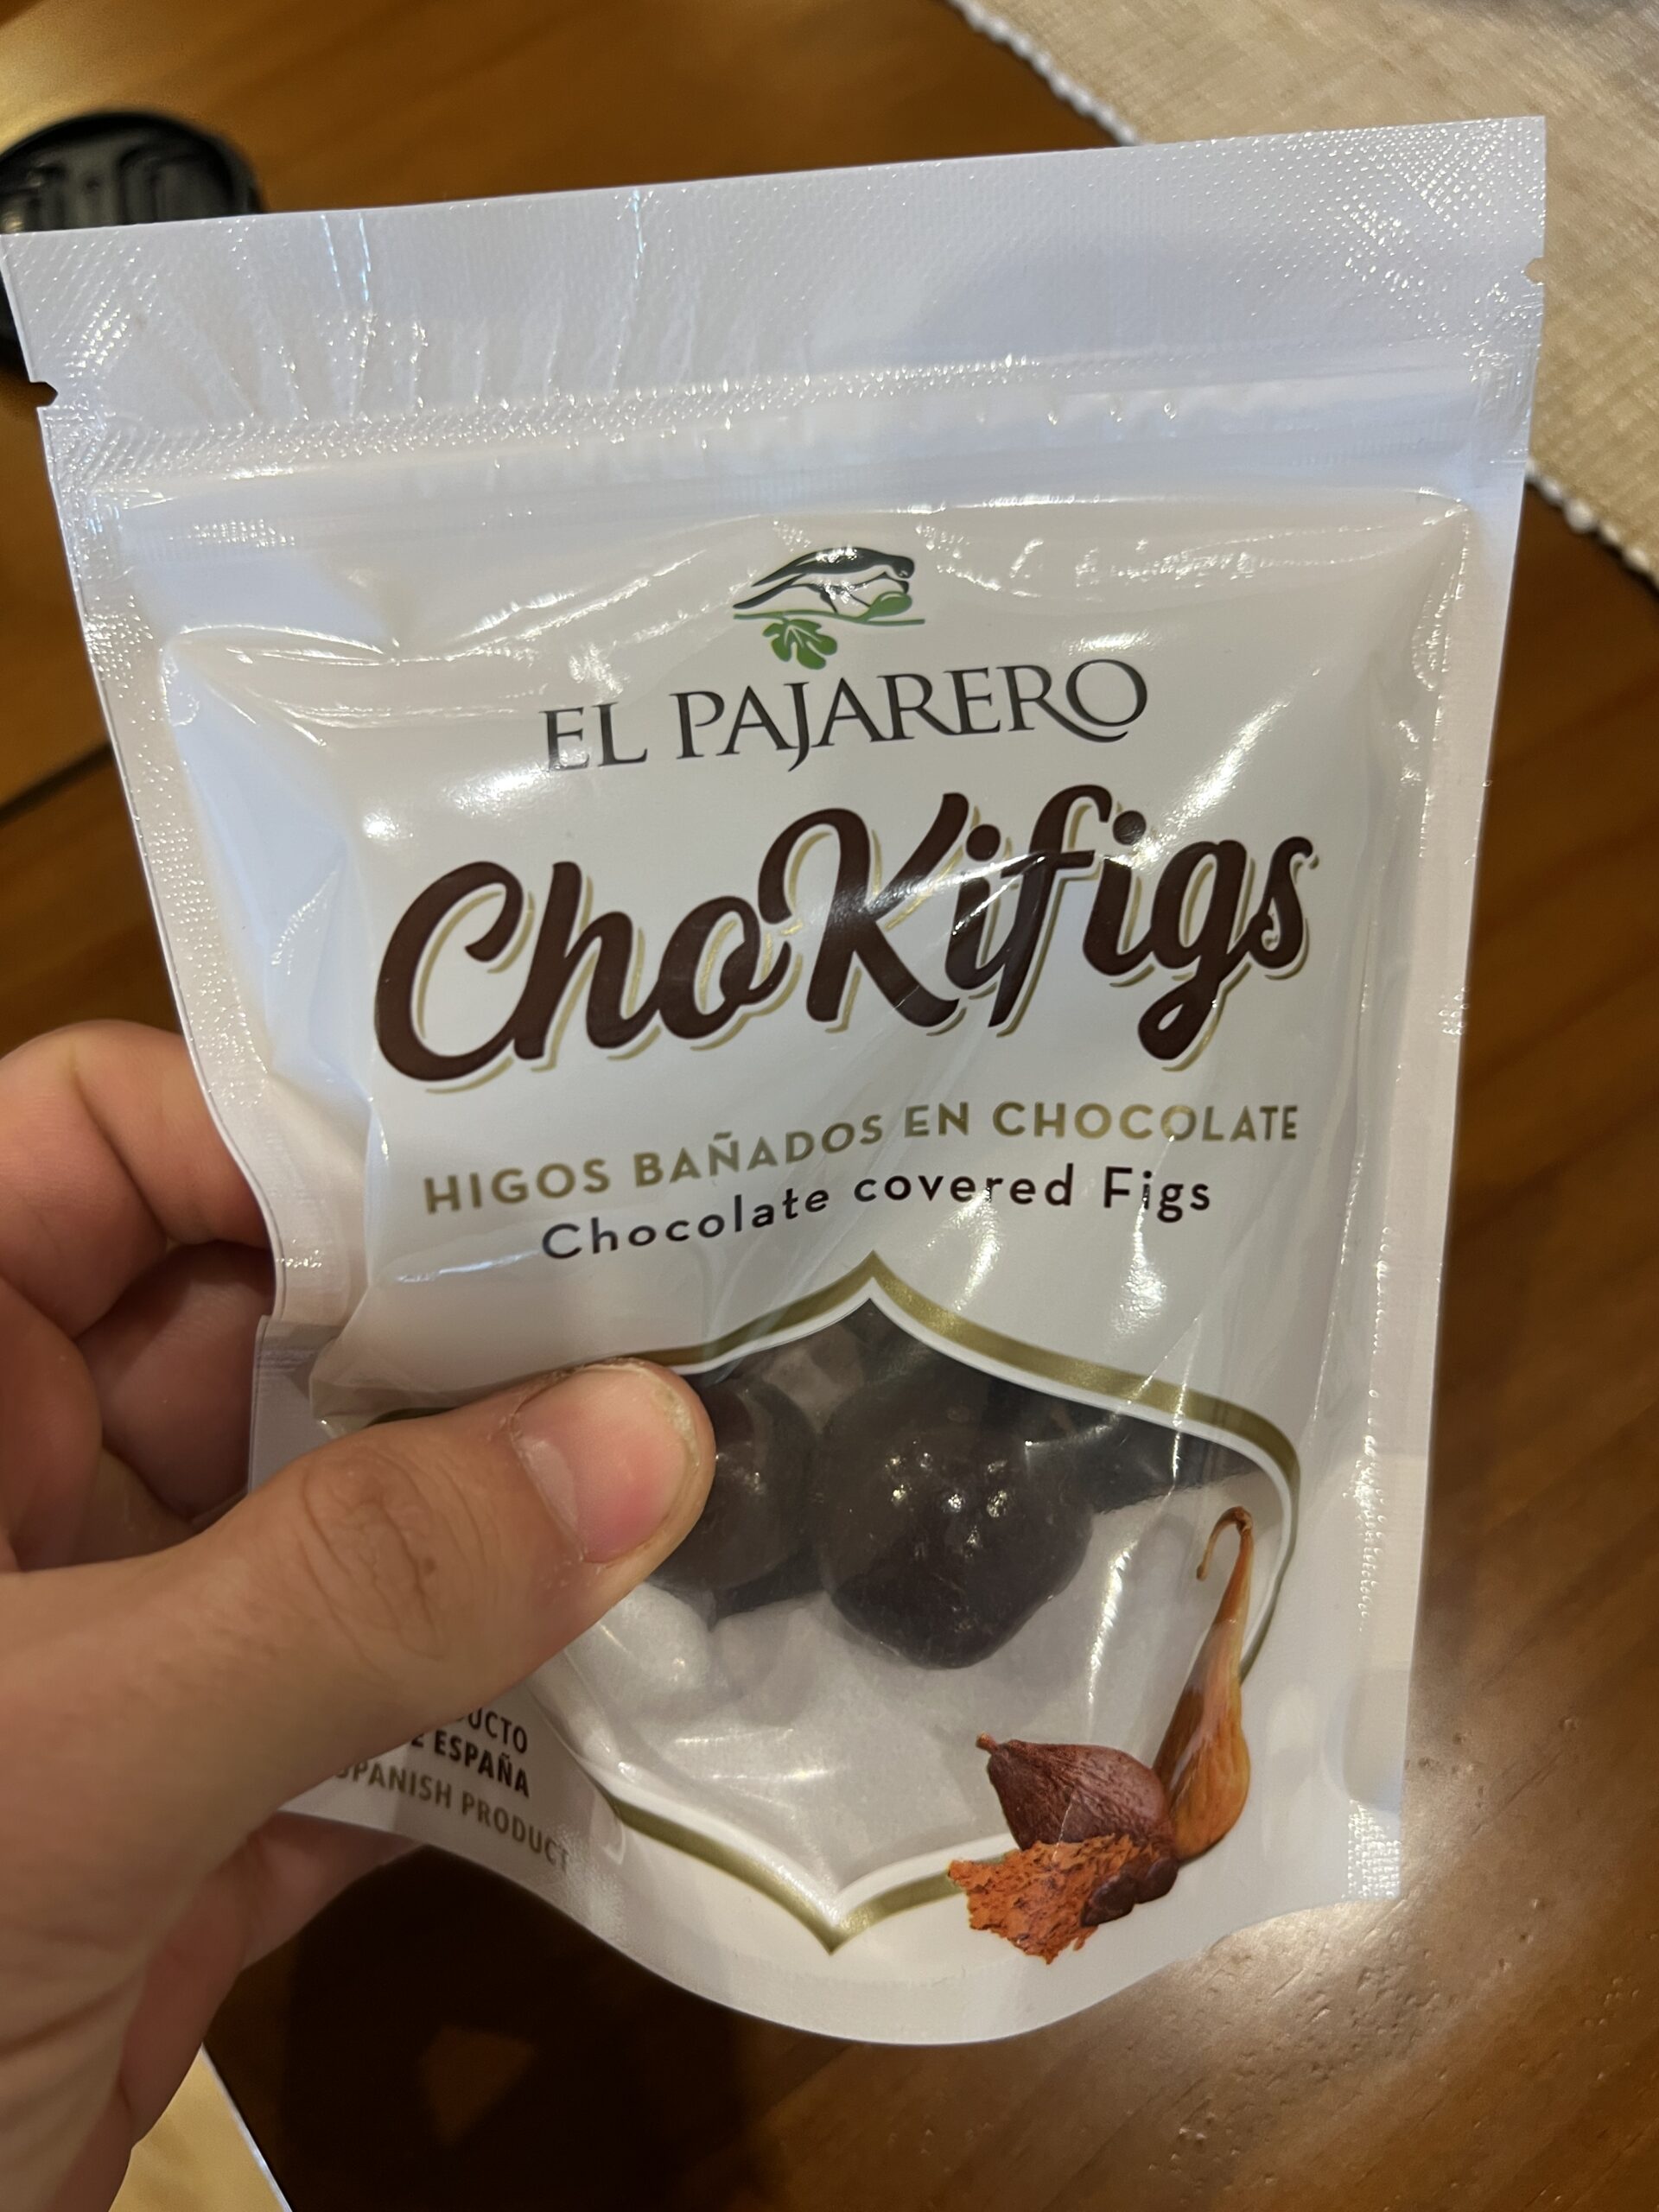 EL PAJARERO
ChoKifigs
HIGOS BAÑADOS EN CHOCOLATE
Chocolate covered Figs
ESPAÑA
SPANISH PRODUCT